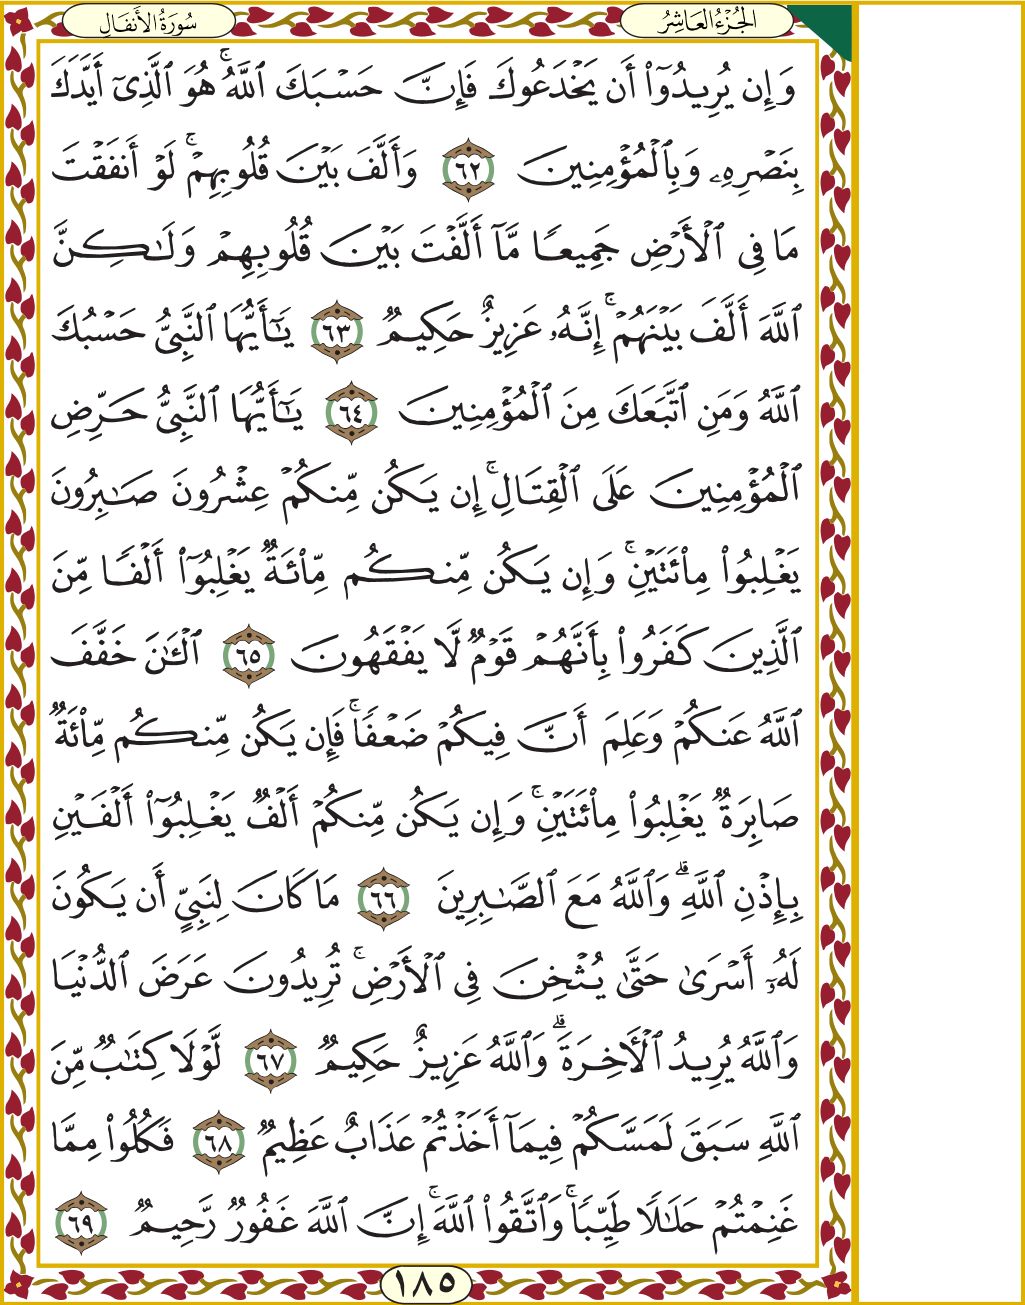 الجُزْءُ العَاشِرُ
سُورَةُ الأَنفَال
وَإِن يُرِيدُوٓا۟ أَن يَخْدَعُوكَ فَإِنَّ حَسْبَكَ ٱللَّهُ ۚ هُوَ ٱلَّذِىٓ أَيَّدَكَ
بِنَصْرِهِۦ وَبِٱلْمُؤْمِنِينَ ٦٢ وَأَلَّفَ بَيْنَ قُلُوبِهِمْ ۚ لَوْ أَنفَقْتَ
مَا فِى ٱلْأَرْضِ جَمِيعًا مَّآ أَلَّفْتَ بَيْنَ قُلُوبِهِمْ وَلَٰكِنَّ
ٱللَّهَ أَلَّفَ بَيْنَهُمْ ۚ إِنَّهُۥ عَزِيزٌ حَكِيمٌ ٦٣ يَٰٓأَيُّهَا ٱلنَّبِىُّ حَسْبُكَ
ٱللَّهُ وَمَنِ ٱتَّبَعَكَ مِنَ ٱلْمُؤْمِنِينَ ٦٤ يَٰٓأَيُّهَا ٱلنَّبِىُّ حَرِّضِ
ٱلْمُؤْمِنِينَ عَلَى ٱلْقِتَالِ ۚ إِن يَكُن مِّنكُمْ عِشْرُونَ صَٰبِرُونَ
يَغْلِبُوا۟ مِا۟ئَتَيْنِ ۚ وَإِن يَكُن مِّنكُم مِّا۟ئَةٌ يَغْلِبُوٓا۟ أَلْفًا مِّنَ
ٱلَّذِينَ كَفَرُوا۟ بِأَنَّهُمْ قَوْمٌ لَّا يَفْقَهُونَ ٦٥ ٱلْـَٰٔنَ خَفَّفَ
ٱللَّهُ عَنكُمْ وَعَلِمَ أَنَّ فِيكُمْ ضَعْفًا ۚ فَإِن يَكُن مِّنكُم مِّا۟ئَةٌ
صَابِرَةٌ يَغْلِبُوا۟ مِا۟ئَتَيْنِ ۚ وَإِن يَكُن مِّنكُمْ أَلْفٌ يَغْلِبُوٓا۟ أَلْفَيْنِ
بِإِذْنِ ٱللَّهِ ۗ وَٱللَّهُ مَعَ ٱلصَّٰبِرِينَ ٦٦ مَا كَانَ لِنَبِىٍّ أَن يَكُونَ
لَهُۥٓ أَسْرَىٰ حَتَّىٰ يُثْخِنَ فِى ٱلْأَرْضِ ۚ تُرِيدُونَ عَرَضَ ٱلدُّنْيَا
وَٱللَّهُ يُرِيدُ ٱلْـَٔاخِرَةَ ۗ وَٱللَّهُ عَزِيزٌ حَكِيمٌ ٦٧ لَّوْلَا كِتَٰبٌ مِّنَ
ٱللَّهِ سَبَقَ لَمَسَّكُمْ فِيمَآ أَخَذْتُمْ عَذَابٌ عَظِيمٌ ٦٨ فَكُلُوا۟ مِمَّا
غَنِمْتُمْ حَلَٰلًا طَيِّبًا ۚ وَٱتَّقُوا۟ ٱللَّهَ ۚ إِنَّ ٱللَّهَ غَفُورٌ رَّحِيمٌ ٦٩
١٨٥